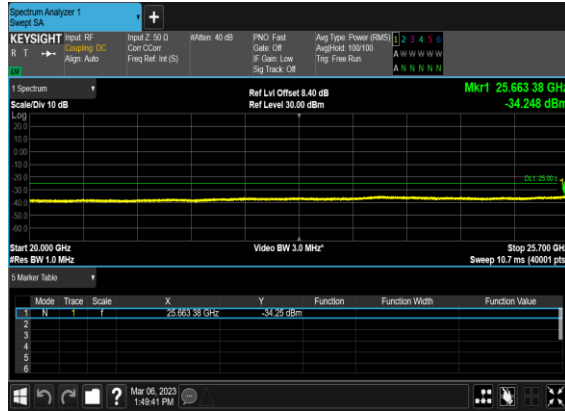 Spectrum Analyzer 1
Swept SA
KEYSIGHT Input: RF Input Z: 50 Ω #Atten: 40 dB PNO: Fast Avg Type: Power (RMS) 1 2 3 4 5 6
R T Coupling: DC Corr CCorr Gate: Off Avg|Hold: 100/100 A W W W W W
Align: Auto Freq Ref: Int (S) IF Gain: Low Trig: Free Run
Sig Track: Off A N N N N N
1 Spectrum Ref Lvl Offset 8.40 dB Mkr1 25.663 38 GHz
Scale/Div 10 dB Ref Level 30.00 dBm -34.248 dBm
Log
20.0
10.0
0.00
-10.0
-20.0
DL1 -25.00
-30.0
-40.0
-50.0
-60.0
Start 20.000 GHz Video BW 3.0 MHz* Stop 25.700 GH
#Res BW 1.0 MHz Sweep 10.7 ms (40001 pts
5 Marker Table
Mode Trace Scale X Y Function Function Width Function Value
1 N 1 f 25.663 38 GHz -34.25 dBm
2
3
4
5
6
? Mar 06, 2023
1:49:41 PM